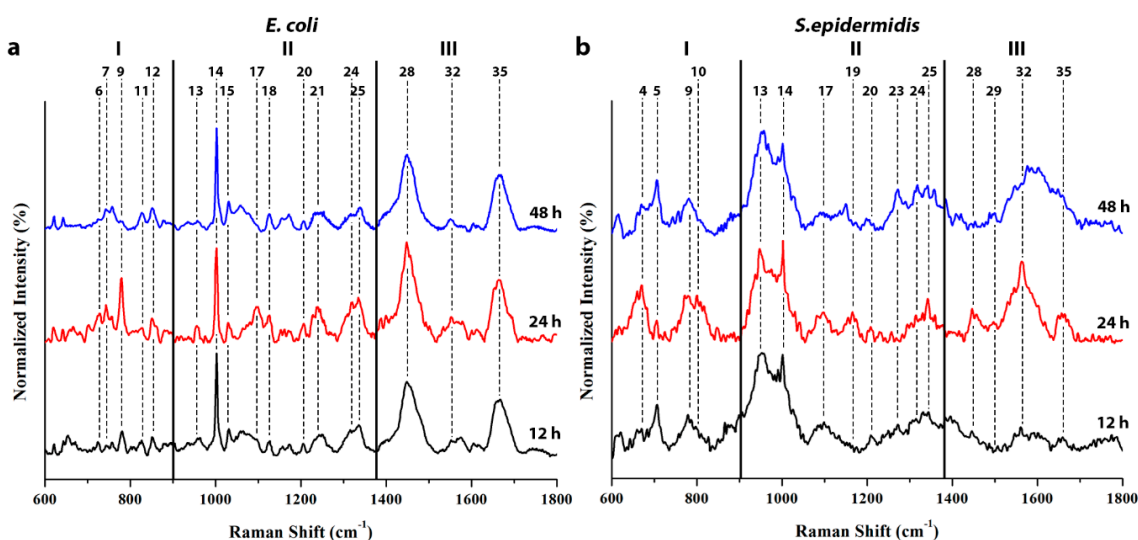 E. coli
a
I II III
7 9 12 14 17 20 24 28 32 35
6 11 13 15 18 21 25
48 h
24 h
12 h
Normalized Intensity (%)
600 800 1000 1200 1400 1600 1800
Raman Shift (cm-1)
S.epidermidis
b
I II III
10 19 25 28 32 35
4 5 9 13 14 17 20 23 24 29
48 h
24 h
12 h
Normalized Intensity (%)
600 800 1000 1200 1400 1600 1800
Raman Shift (cm-1)